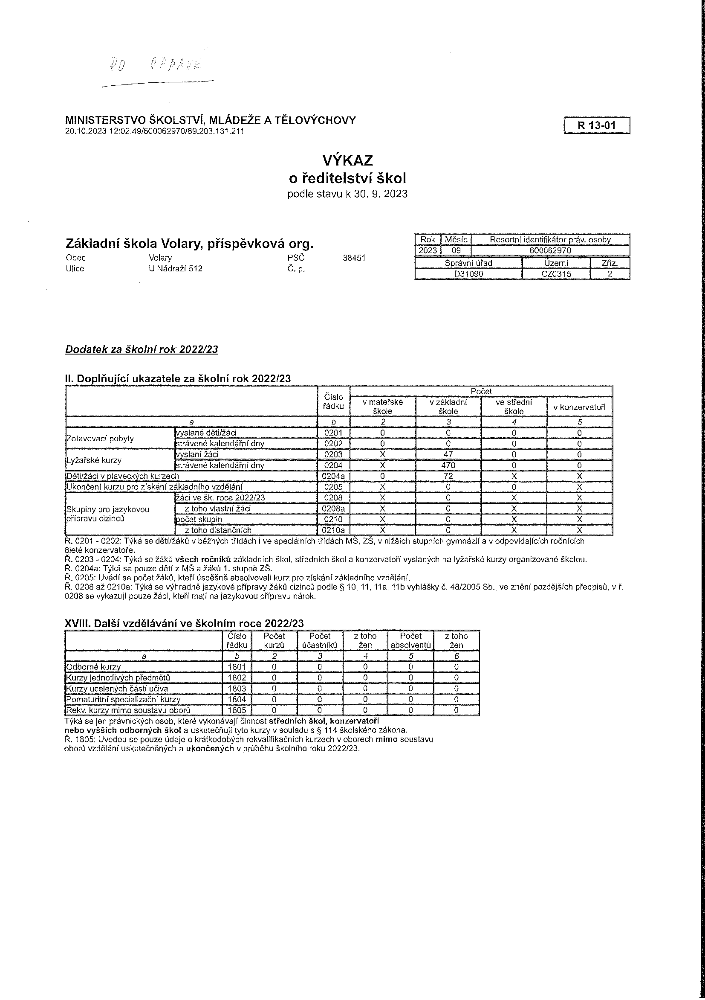 PO OPRAVĚ
MINISTERSTVO ŠKOLSTVÍ, MLÁDEŽE A TĚLOVÝCHOVY
20.10.2023 12:02:49/600062970/89.203.131.211
R 13-01
VÝKAZ
o ředitelství škol
podle stavu k 30. 9. 2023
Základní škola Volary, příspěvková org.
Obec Volary PSČ 38451
Ulice U Nádraží 512 Č. p.
Rok Měsíc Resortní identifikátor práv. osoby
2023 09 600062970
Správní úřad Území Zřiz.
D31090 CZ0315 2
Dodatek za školní rok 2022/23
II. Doplňující ukazatele za školní rok 2022/23
Číslo řádku Počet
v mateřské škole v základní škole ve střední škole v konzervatoři
a b 2 3 4 5
Zotavovací pobyty vyslané děti/žáci 0201 0 0 0 0
strávené kalendářní dny 0202 0 0 0 0
Lyžařské kurzy vyslaní žáci 0203 X 47 0 0
strávené kalendářní dny 0204 X 470 0 0
Děti/žáci v plaveckých kurzech 0204a 0 72 X X
Ukončení kurzu pro získání základního vzdělání 0205 X 0 0 X
Skupiny pro jazykovou přípravu cizinců žáci ve šk. roce 2022/23 0208 X 0 X X
z toho vlastní žáci 0208a X 0 X X
počet skupin 0210 X 0 X X
z toho distančních 0210a X 0 X X
Ř. 0201 - 0202: Týká se dětí/žáků v běžných třídách i ve speciálních třídách MŠ, ZŠ, v nižších stupních gymnázií a v odpovídajících ročnících
8leté konzervatoře.
Ř. 0203 - 0204: Týká se žáků všech ročníků základních škol, středních škol a konzervatoří vyslaných na lyžařské kurzy organizované školou.
Ř. 0204a: Týká se pouze dětí z MŠ a žáků 1. stupně ZŠ.
Ř. 0205: Uvádí se počet žáků, kteří úspěšně absolvovali kurz pro získání základního vzdělání.
Ř. 0208 až 0210a: Týká se výhradně jazykové přípravy žáků cizinců podle § 10, 11, 11a, 11b vyhlášky č. 48/2005 Sb., ve znění pozdějších předpisů, v ř.
0208 se vykazují pouze žáci, kteří mají na jazykovou přípravu nárok.
XVIII. Další vzdělávání ve školním roce 2022/23
Číslo řádku Počet kurzů Počet účastníků z toho žen Počet absolventů z toho žen
a b 2 3 4 5 6
Odborné kurzy 1801 0 0 0 0 0
Kurzy jednotlivých předmětů 1802 0 0 0 0 0
Kurzy ucelených částí učiva 1803 0 0 0 0 0
Pomaturitní specializační kurzy 1804 0 0 0 0 0
Rekv. kurzy mimo soustavu oborů 1805 0 0 0 0 0
Týká se jen právnických osob, které vykonávají činnost středních škol, konzervatoří
nebo vyšších odborných škol a uskutečňují tyto kurzy v souladu s § 114 školského zákona.
Ř. 1805: Uvedou se pouze údaje o krátkodobých rekvalifikačních kurzech v oborech mimo soustavu
oborů vzdělání uskutečněných a ukončených v průběhu školního roku 2022/23.